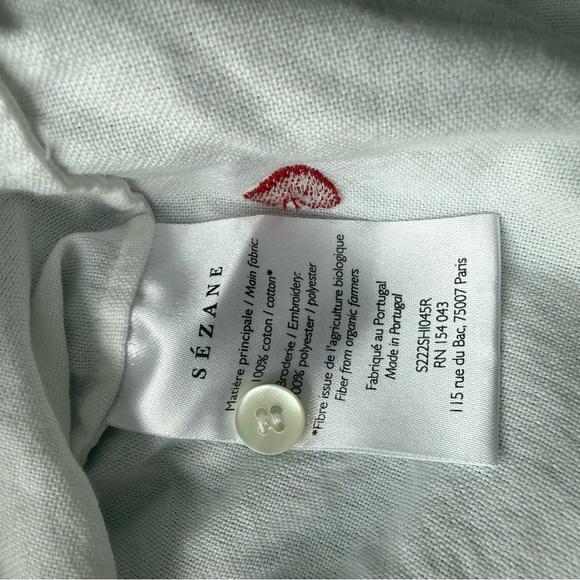 SÉZANE
Matière principale / Main fabric
100% coton / cotton*
Broderie / Embroidery:
100% polyester / polyester
*Fibre issue de l'agriculture biologique
Fiber from organic farmers
Fabriqué au Portugal
Made in Portugal
S222SHI045R
RN 154 043
115 rue du Bac, 75007 Paris